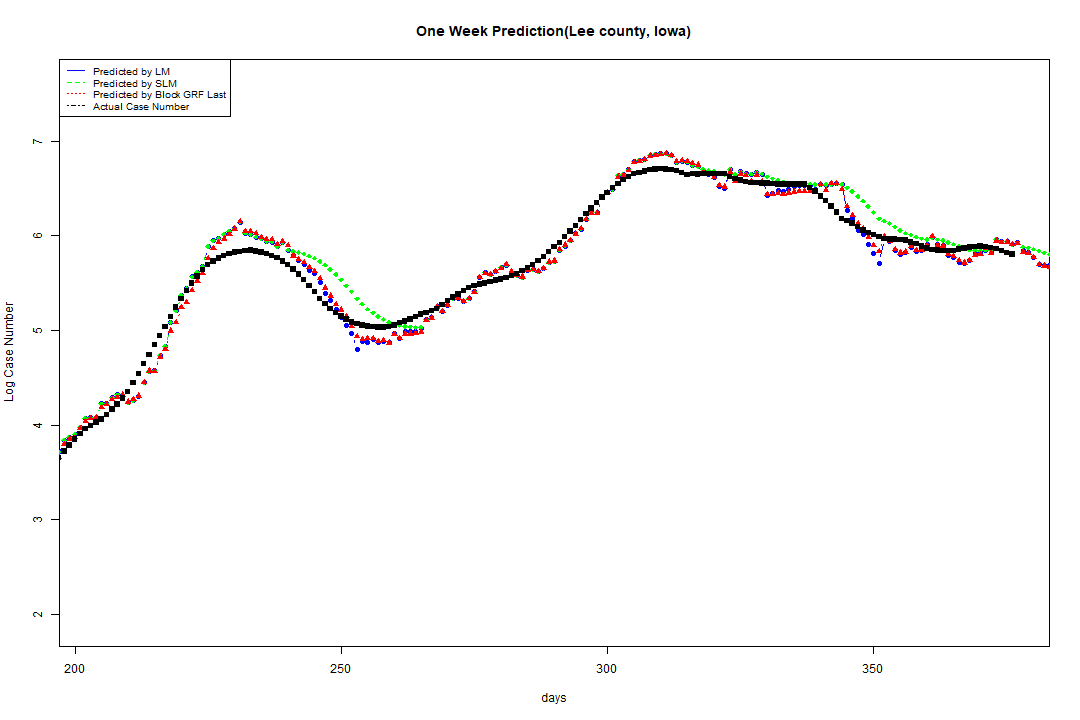 One Week Prediction(Lee county, Iowa)
Predicted by LM
Predicted by SLM
Predicted by Block GRF Last
Actual Case Number
7
6
5
4
3
2
Log Case Number
200 250 300 350
days